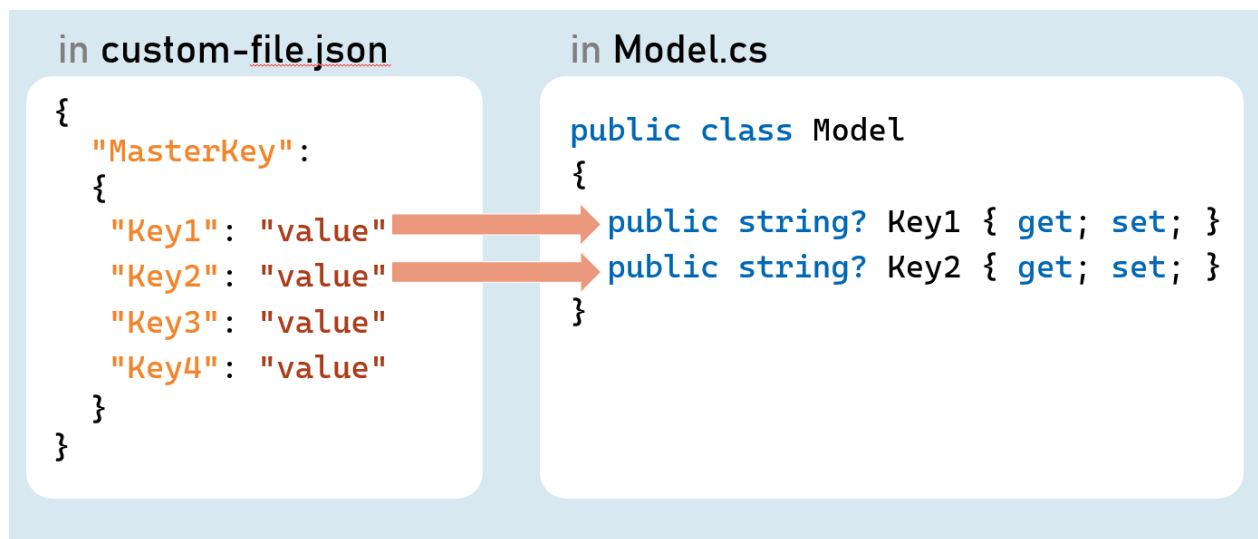 in custom-file.json
{
"MasterKey":
{
"Key1": "value"
"Key2": "value"
"Key3": "value"
"Key4": "value"
}
}
in Model.cs
public class Model
{
public string? Key1 { get; set; }
public string? Key2 { get; set; }
}